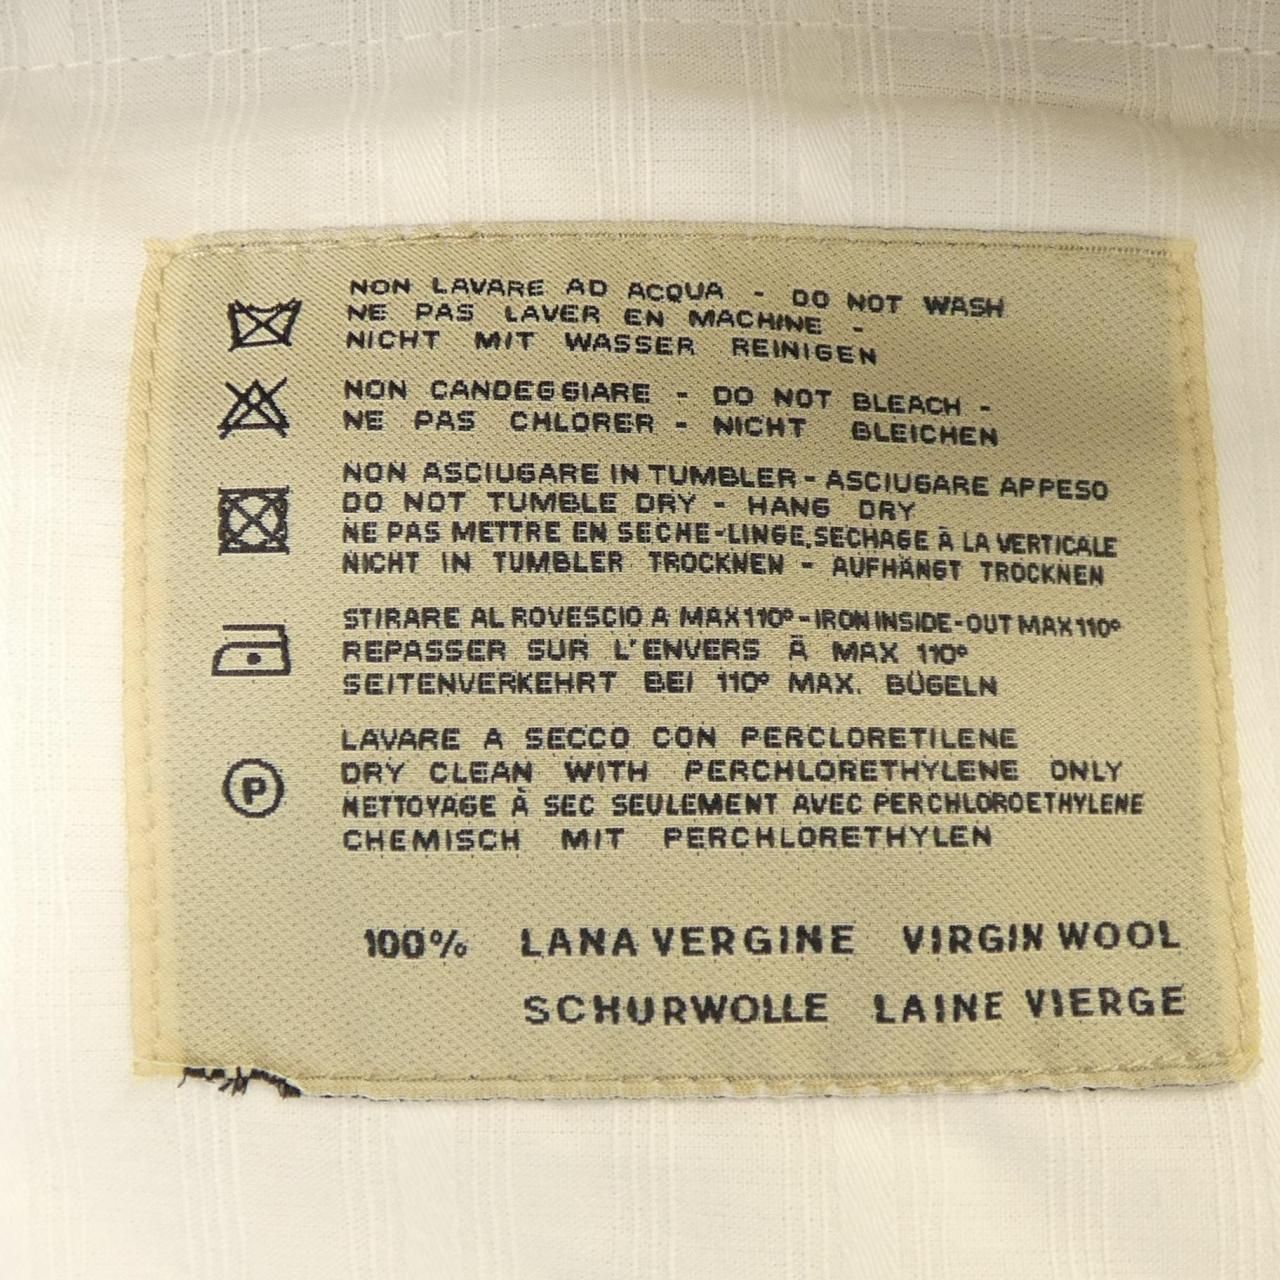 NON LAVARE AD ACQUA - DO NOT WASH
NE PAS LAVER EN MACHINE -
NICHT MIT WASSER REINIGEN
NON CANDEGGIARE - DO NOT BLEACH -
NE PAS CHLORER - NICHT BLEICHEN
NON ASCIUGARE IN TUMBLER - ASCIUGARE APPESO
DO NOT TUMBLE DRY - HANG DRY
NE PAS METTRE EN SECHE-LINGE, SECHAGE À LA VERTICALE
NICHT IN TUMBLER TROCKNEN - AUFHÄNGT TROCKNEN
STIRARE AL ROVESCIO A MAX 110° - IRON INSIDE-OUT MAX 110°
REPASSER SUR L'ENVERS À MAX 110°
SEITENVERKEHRT BEI 110° MAX. BÜGELN
P
LAVARE A SECCO CON PERCLORETILENE
DRY CLEAN WITH PERCHLORETHYLENE ONLY
NETTOYAGE À SEC SEULEMENT AVEC PERCHLOROETHYLENE
CHEMISCH MIT PERCHLORETHYLEN
100% LANA VERGINE VIRGIN WOOL
SCHURWOLLE LAINE VIERGE